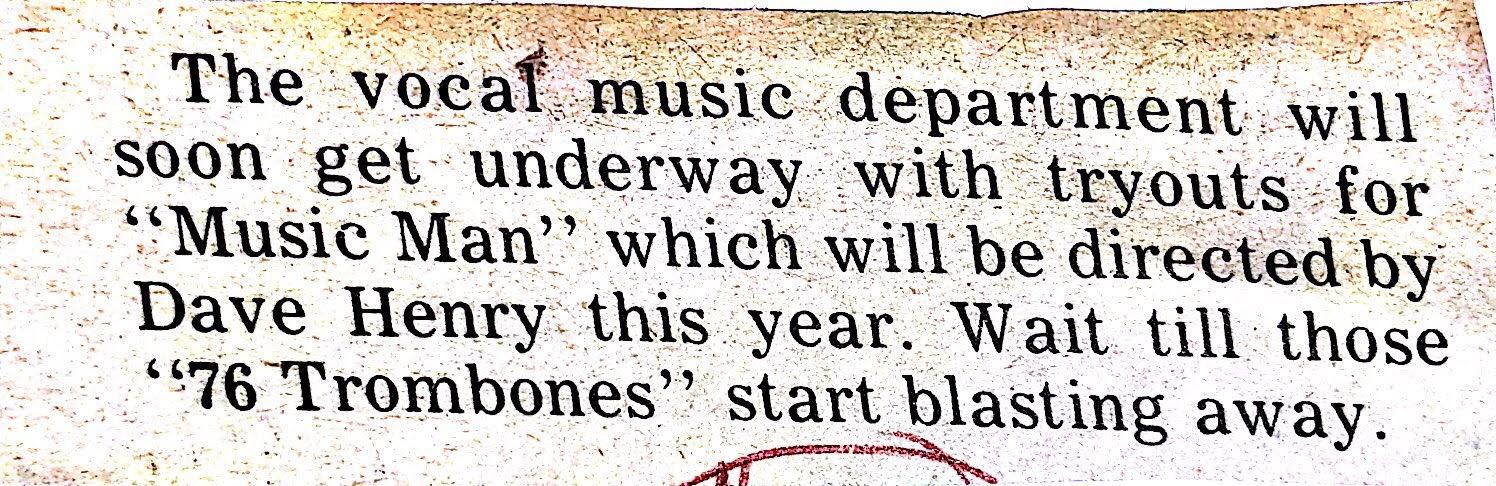 The vocal music department will
soon get underway with tryouts for
“Music Man” which will be directed by
Dave Henry this year. Wait till those
“76 Trombones” start blasting away.